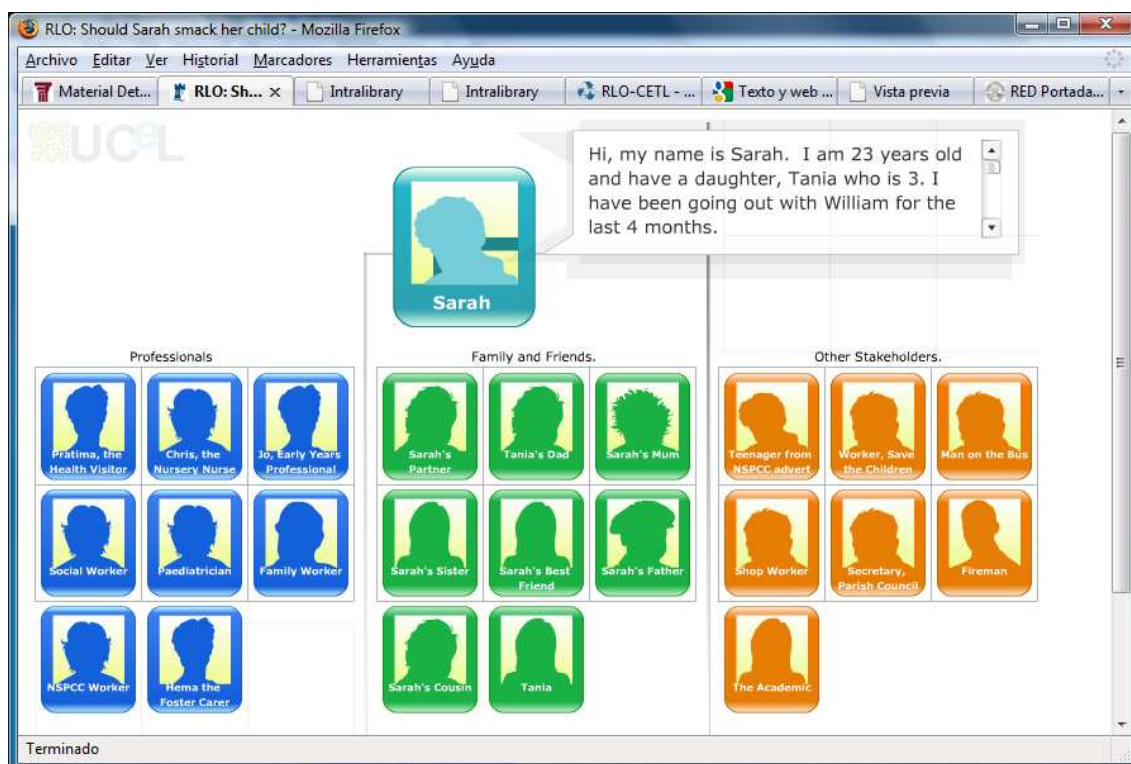 RLO: Should Sarah smack her child? - Mozilla Firefox
Archivo Editar Ver Historial Marcadores Herramientas Ayuda
Material Det... RLO: Sh... Intralibrary Intralibrary RLO-CETL - ... Texto y web ... Vista previa RED Portada...
UCeL
Hi, my name is Sarah. I am 23 years old
and have a daughter, Tania who is 3. I
have been going out with William for the
last 4 months.
Sarah
Professionals
Pratima, the
Health Visitor
Chris, the
Nursery Nurse
Jo, Early Years
Professional
Social Worker
Paediatrician
Family Worker
NSPCC Worker
Hema the
Foster Carer
Family and Friends.
Sarah's
Partner
Tania's Dad
Sarah's Mum
Sarah's Sister
Sarah's Best
Friend
Sarah's Father
Sarah's Cousin
Tania
Other Stakeholders.
Teenager from
NSPCC advert
Worker, Save
the Children
Man on the Bus
Shop Worker
Secretary,
Parish Council
Fireman
The Academic
Terminado